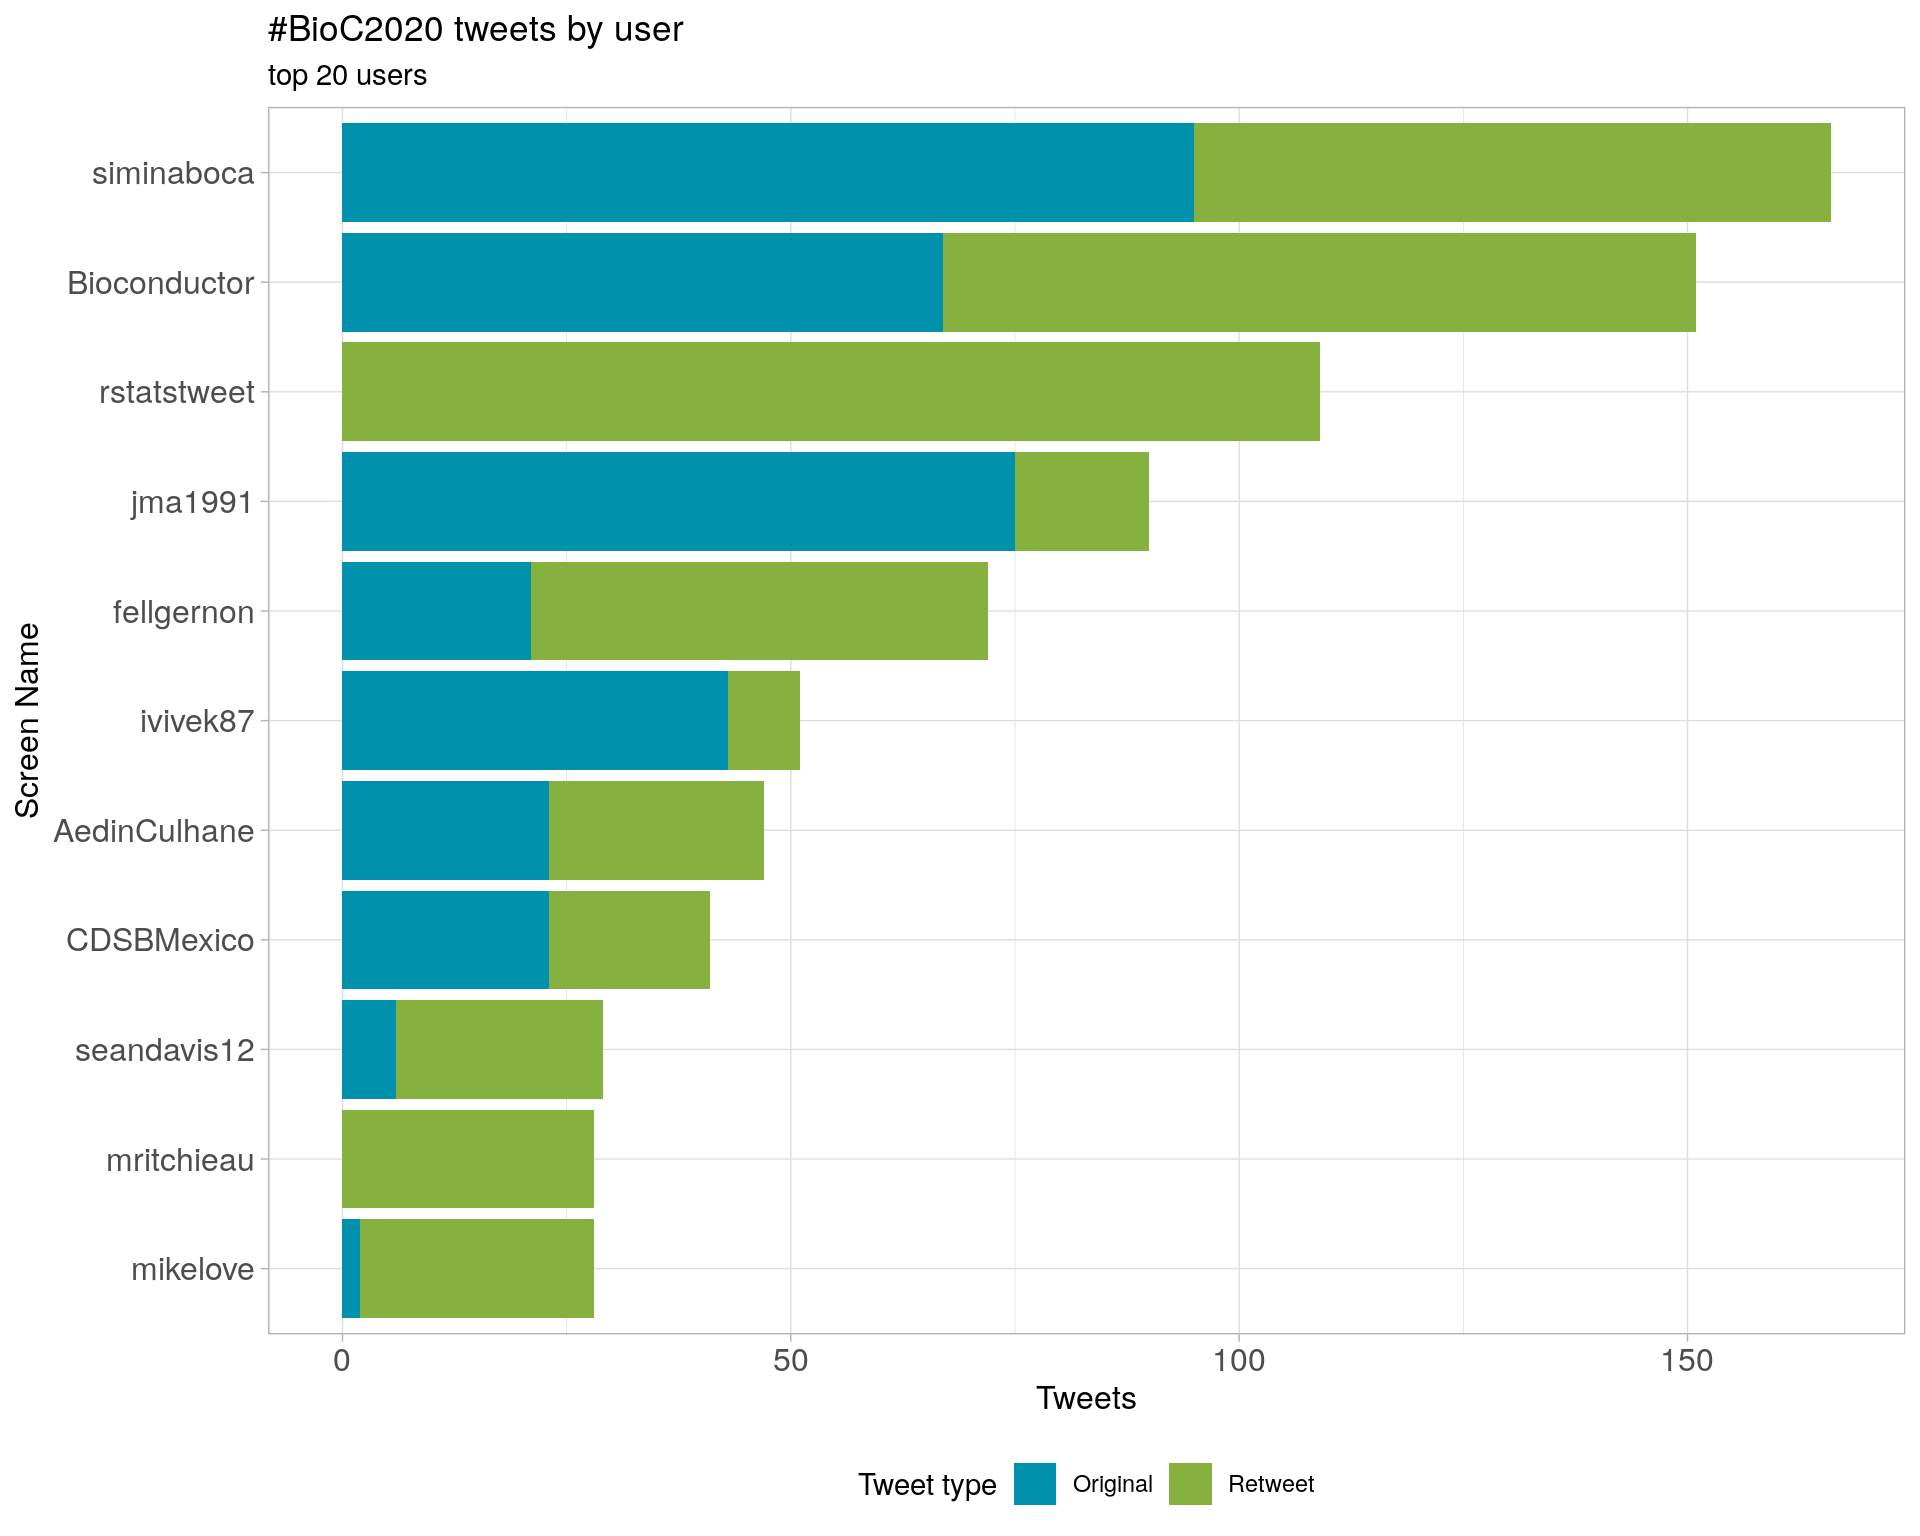 #BioC2020 tweets by user
top 20 users
Screen Name
siminaboca
Bioconductor
rstatstweet
jma1991
fellgernon
ivivek87
AedinCulhane
CDSBMexico
seandavis12
mritchieau
mikelove
0 50 100 150
Tweets
Tweet type Original Retweet